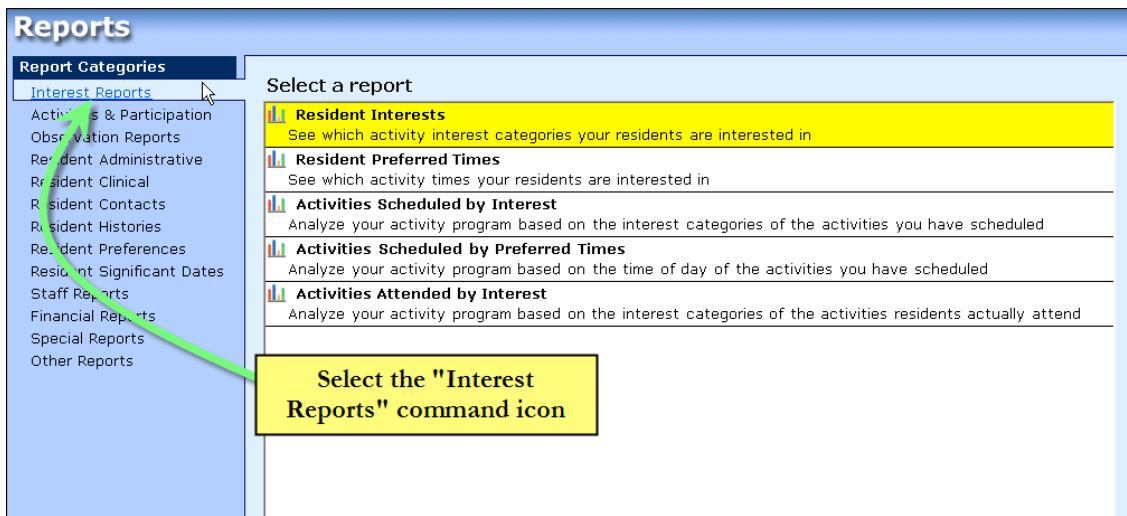 Reports
Report Categories
Interest Reports
Activities & Participation
Observation Reports
Resident Administrative
Resident Clinical
Resident Contacts
Resident Histories
Resident Preferences
Resident Significant Dates
Staff Reports
Financial Reports
Special Reports
Other Reports
Select a report
Resident Interests
See which activity interest categories your residents are interested in
Resident Preferred Times
See which activity times your residents are interested in
Activities Scheduled by Interest
Analyze your activity program based on the interest categories of the activities you have scheduled
Activities Scheduled by Preferred Times
Analyze your activity program based on the time of day of the activities you have scheduled
Activities Attended by Interest
Analyze your activity program based on the interest categories of the activities residents actually attend
Select the "Interest
Reports" command icon